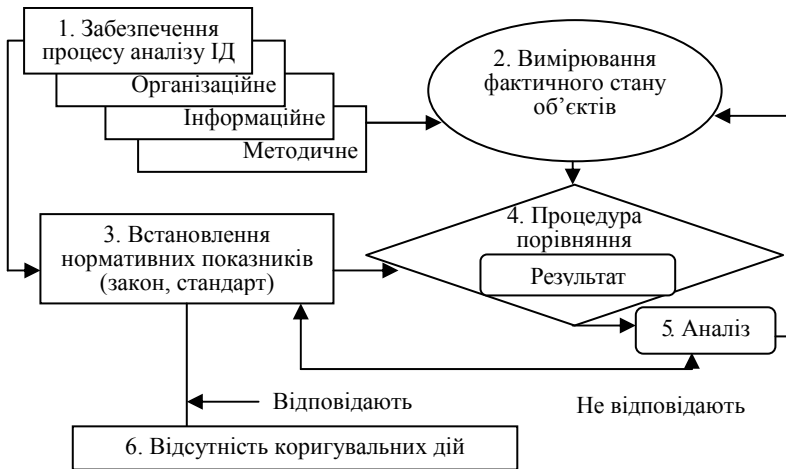 1. Забезпечення
процесу аналізу ІД
Організаційне
Інформаційне
Методичне
2. Вимірювання
фактичного стану
об’єктів
3. Встановлення
нормативних показників
(закон, стандарт)
4. Процедура
порівняння
Результат
5. Аналіз
Відповідають
Не відповідають
6. Відсутність коригувальних дій